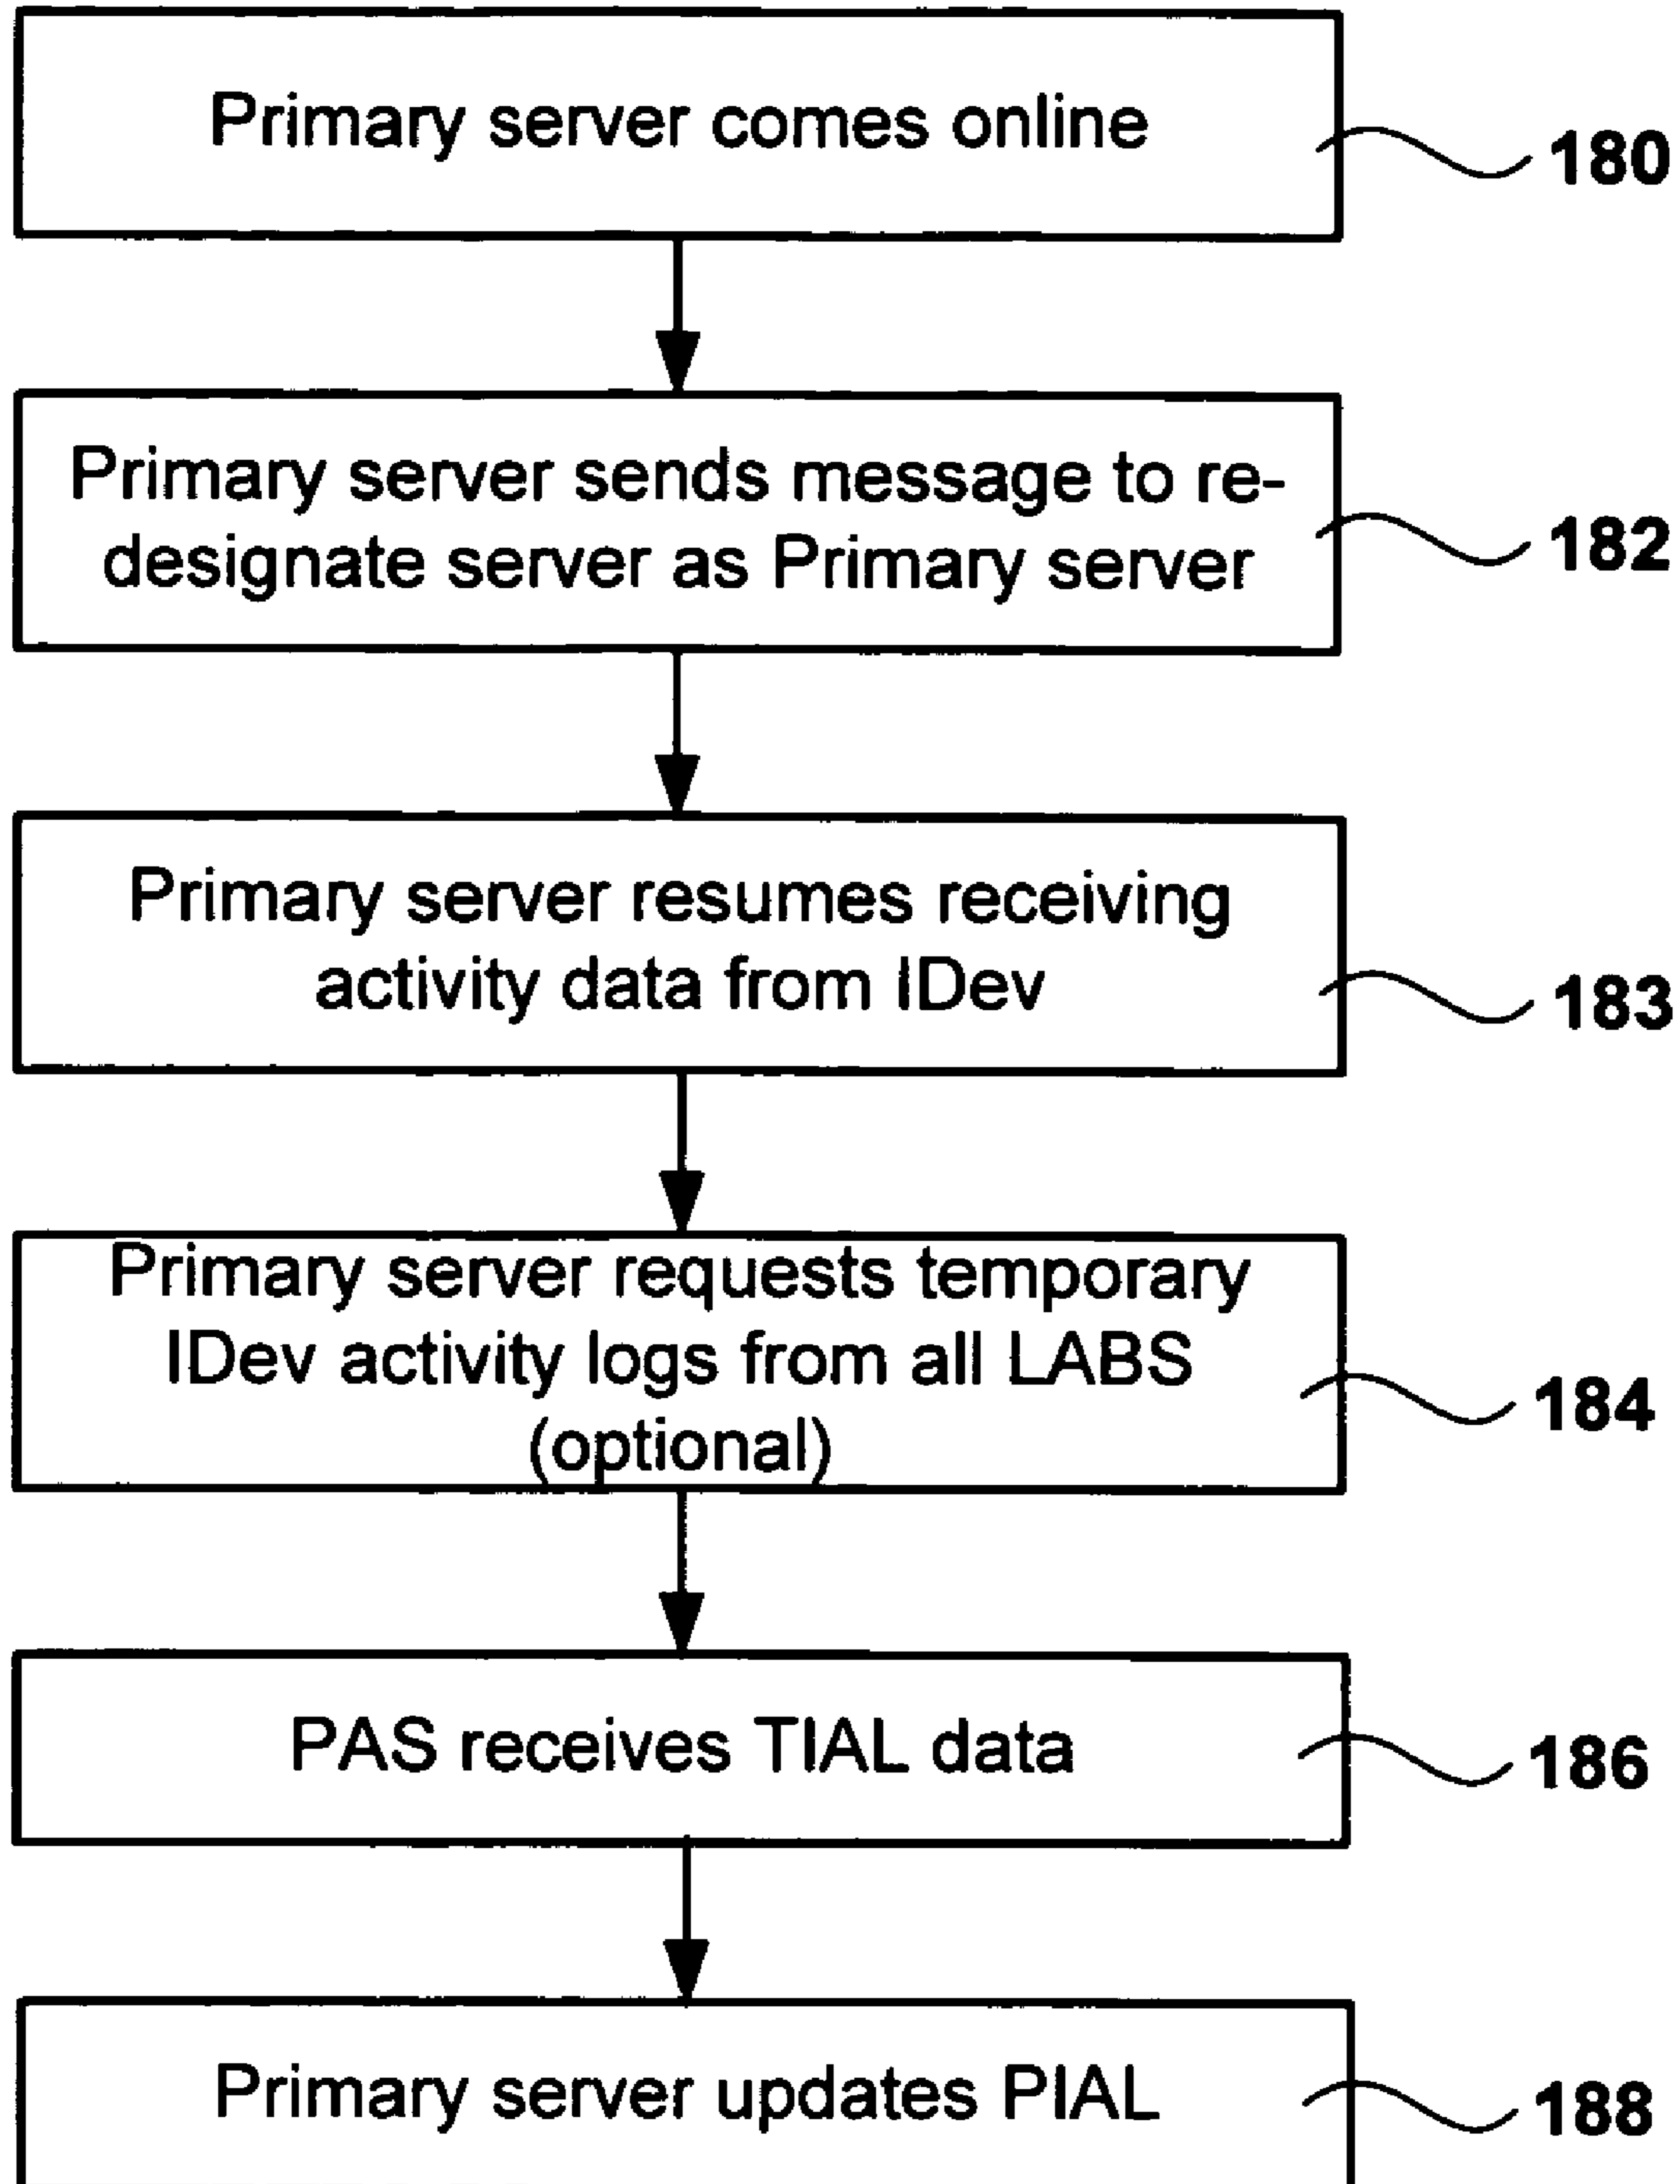 Primary server comes online
180
Primary server sends message to re-
designate server as Primary server
182
Primary server resumes receiving
activity data from IDev
183
Primary server requests temporary
IDev activity logs from all LABS
(optional)
184
PAS receives TIAL data
186
Primary server updates PIAL
188